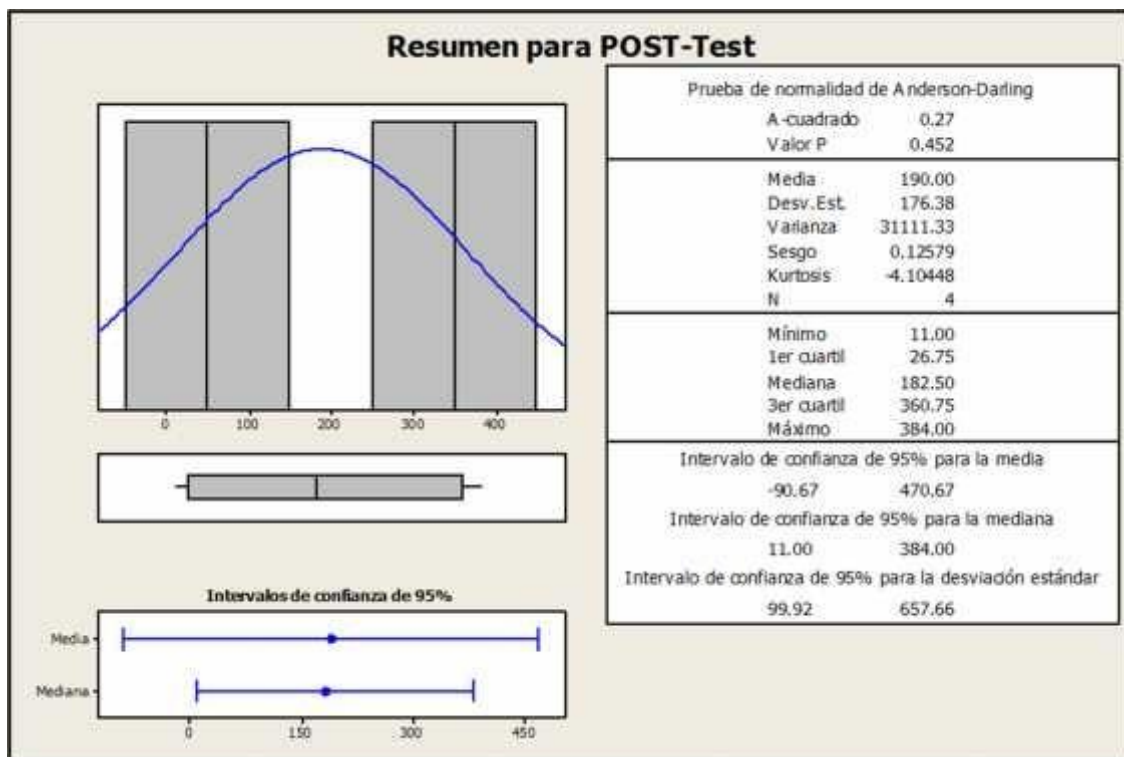 Resumen para POST-Test
0 100 200 300 400
Intervalos de confianza de 95%
Media
Mediana
0 150 300 450
Prueba de normalidad de Anderson-Darling
A-cuadrado 0.27
Valor P 0.452
Media 190.00
Desv.Est. 176.38
Varianza 31111.33
Sesgo 0.12579
Kurtosis -4.10448
N 4
Mínimo 11.00
1er cuartil 26.75
Mediana 182.50
3er cuartil 360.75
Máximo 384.00
Intervalo de confianza de 95% para la media
-90.67 470.67
Intervalo de confianza de 95% para la mediana
11.00 384.00
Intervalo de confianza de 95% para la desviación estándar
99.92 657.66